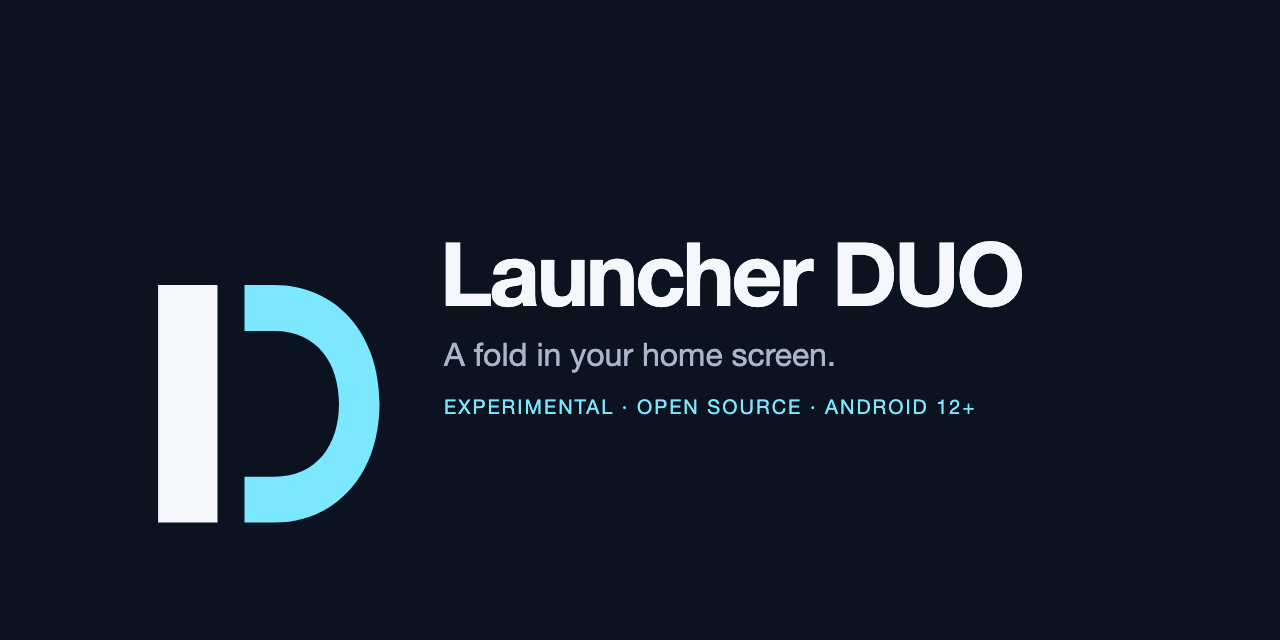 Launcher DUO
A fold in your home screen.
EXPERIMENTAL · OPEN SOURCE · ANDROID 12+